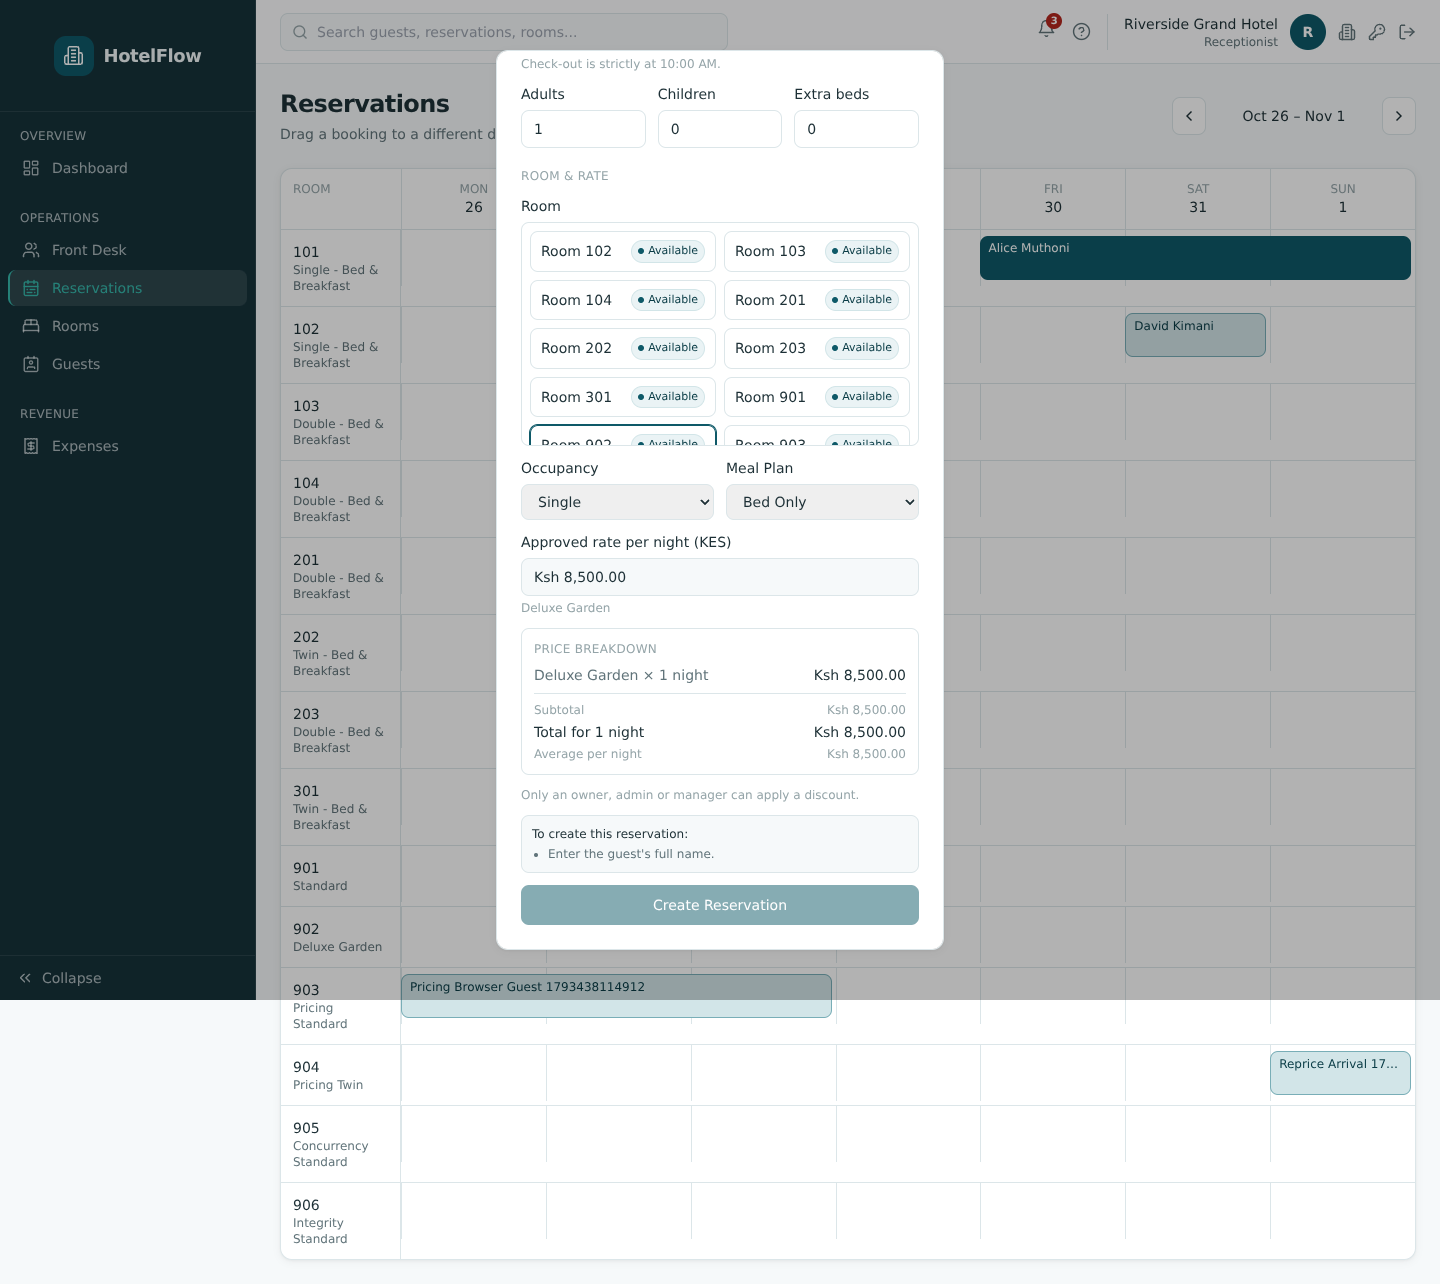 HotelFlow
OVERVIEW
Dashboard
OPERATIONS
Front Desk
Reservations
Rooms
Guests
REVENUE
Expenses
Collapse
Search guests, reservations, rooms...
3
Riverside Grand Hotel
Receptionist
R
Reservations
Drag a booking to a different d
Oct 26 – Nov 1
ROOM
MON
26
FRI
30
SAT
31
SUN
1
101
Single - Bed &
Breakfast
Alice Muthoni
102
Single - Bed &
Breakfast
David Kimani
103
Double - Bed &
Breakfast
104
Double - Bed &
Breakfast
201
Double - Bed &
Breakfast
202
Twin - Bed &
Breakfast
203
Double - Bed &
Breakfast
301
Twin - Bed &
Breakfast
901
Standard
902
Deluxe Garden
903
Pricing
Standard
Pricing Browser Guest 1793438114912
904
Pricing Twin
Reprice Arrival 17...
905
Concurrency
Standard
906
Integrity
Standard
Check-out is strictly at 10:00 AM.
Adults
Children
Extra beds
1
0
0
ROOM & RATE
Room
Room 102 Available
Room 103 Available
Room 104 Available
Room 201 Available
Room 202 Available
Room 203 Available
Room 301 Available
Room 901 Available
Room 902 Available
Room 903 Available
Occupancy
Meal Plan
Single
Bed Only
Approved rate per night (KES)
Ksh 8,500.00
Deluxe Garden
PRICE BREAKDOWN
Deluxe Garden × 1 night Ksh 8,500.00
Subtotal Ksh 8,500.00
Total for 1 night Ksh 8,500.00
Average per night Ksh 8,500.00
Only an owner, admin or manager can apply a discount.
To create this reservation:
• Enter the guest's full name.
Create Reservation